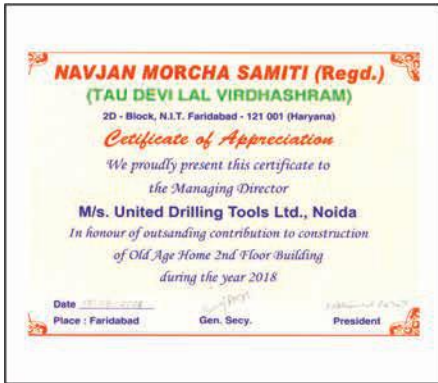 NAVJAN MORCHA SAMITI (Regd.)
(TAU DEVI LAL VIRDHASHRAM)
2D - Block, N.I.T. Faridabad - 121 001 (Haryana)
Cetificate of Appreciation
We proudly present this certificate to
the Managing Director
M/s. United Drilling Tools Ltd., Noida
In honour of outsanding contribution to construction
of Old Age Home 2nd Floor Building
during the year 2018
Date
Place : Faridabad Gen. Secy. President